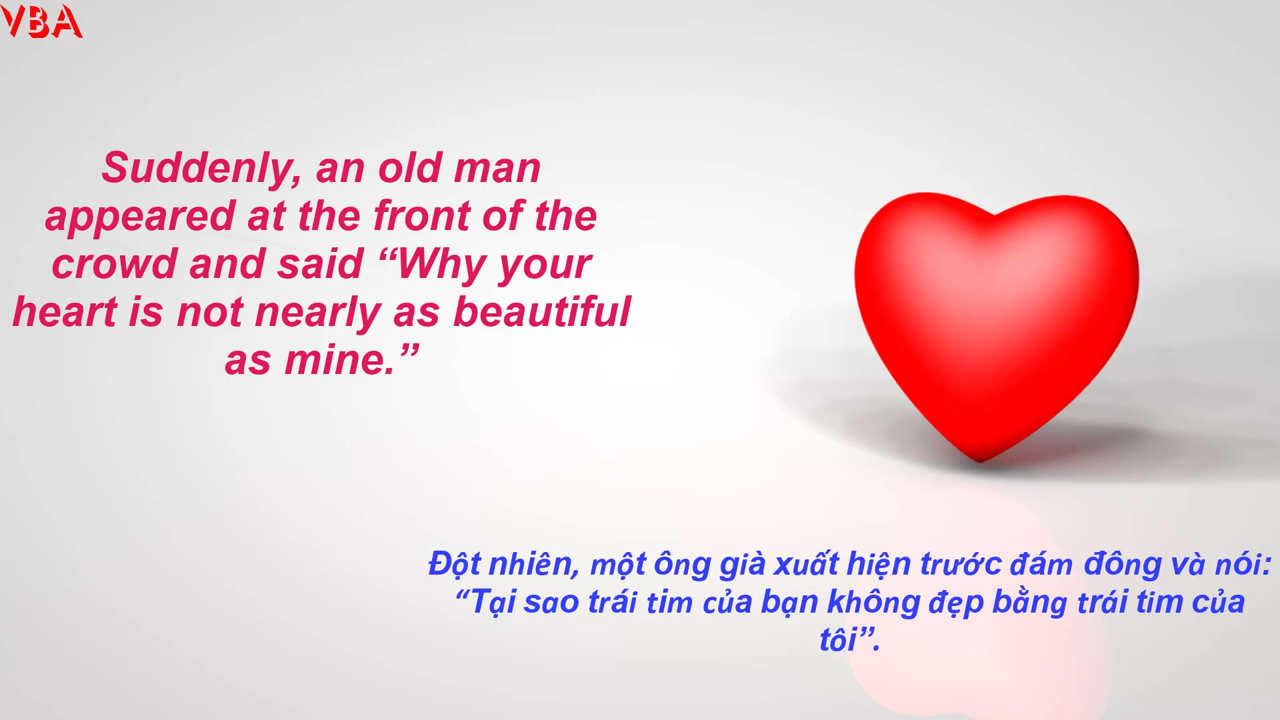 VBA
Suddenly, an old man
appeared at the front of the
crowd and said “Why your
heart is not nearly as beautiful
as mine.”
Đột nhiên, một ông già xuất hiện trước đám đông và nói:
“Tại sao trái tim của bạn không đẹp bằng trái tim của
tôi”.